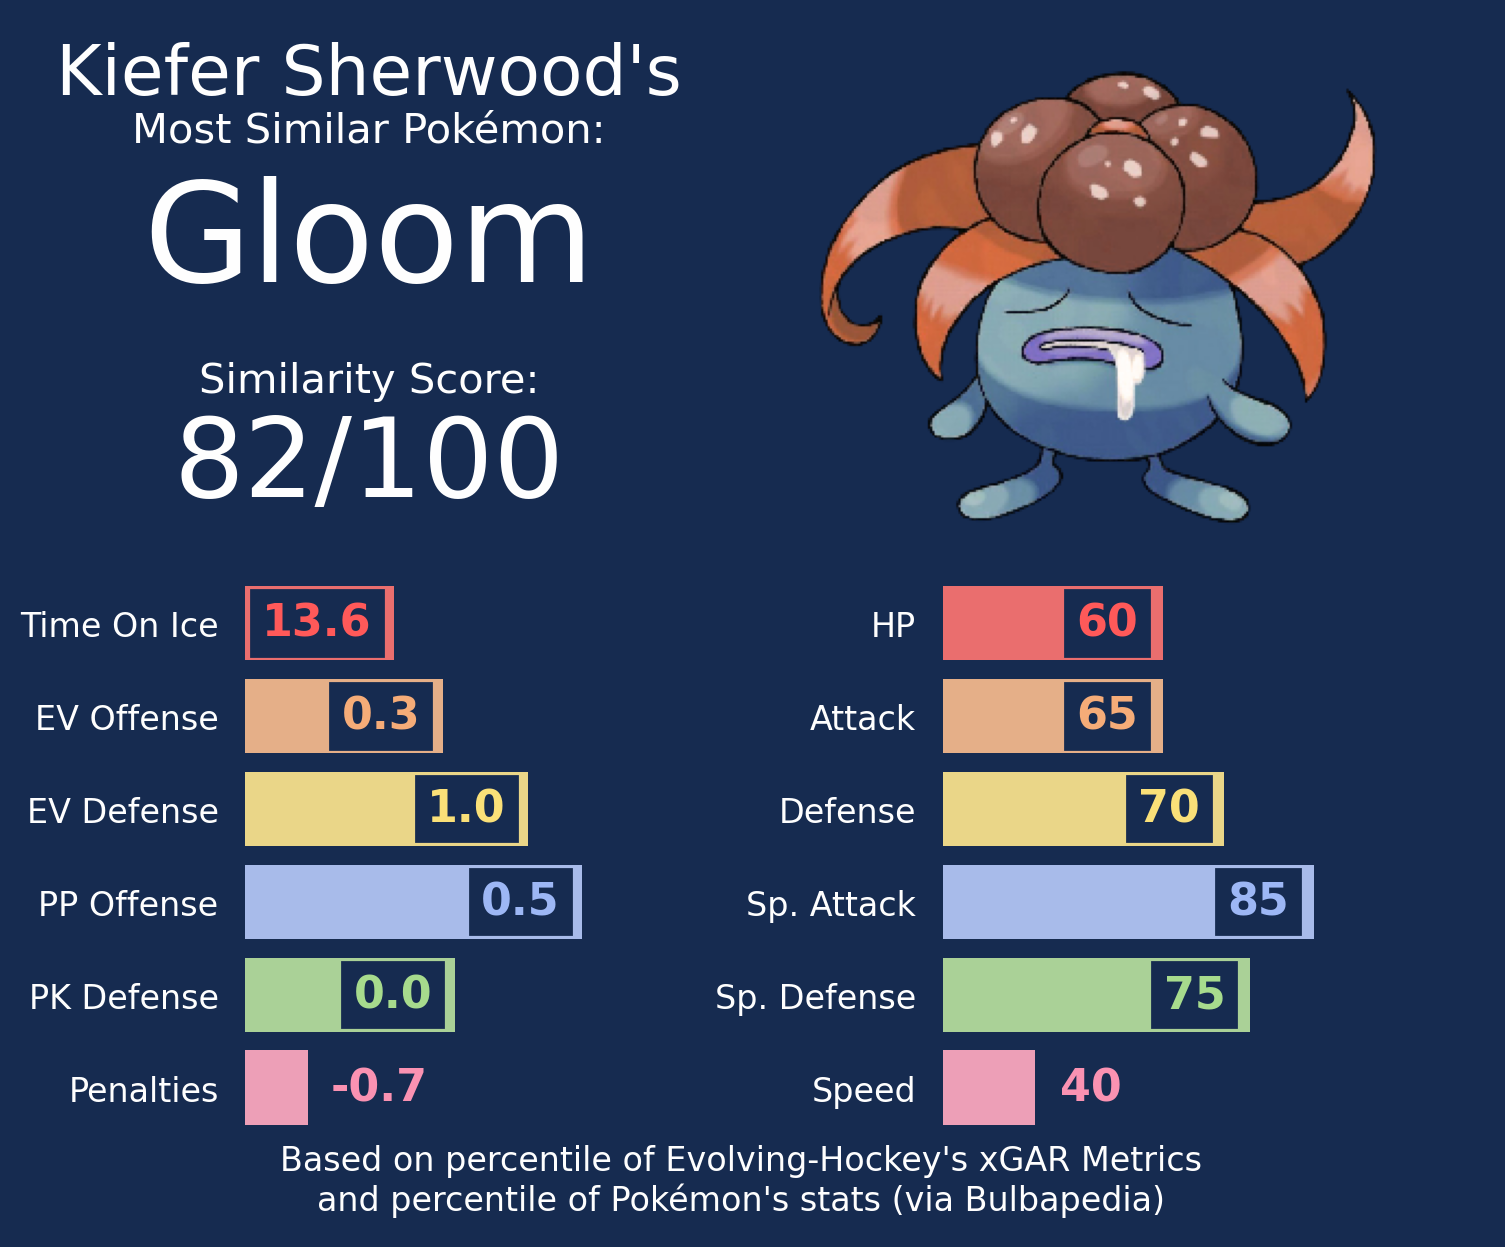 Kiefer Sherwood's
Most Similar Pokémon:
Gloom
Similarity Score:
82/100
Time On Ice 13.6
EV Offense 0.3
EV Defense 1.0
PP Offense 0.5
PK Defense 0.0
Penalties -0.7
HP 60
Attack 65
Defense 70
Sp. Attack 85
Sp. Defense 75
Speed 40
Based on percentile of Evolving-Hockey's xGAR Metrics
and percentile of Pokémon's stats (via Bulbapedia)